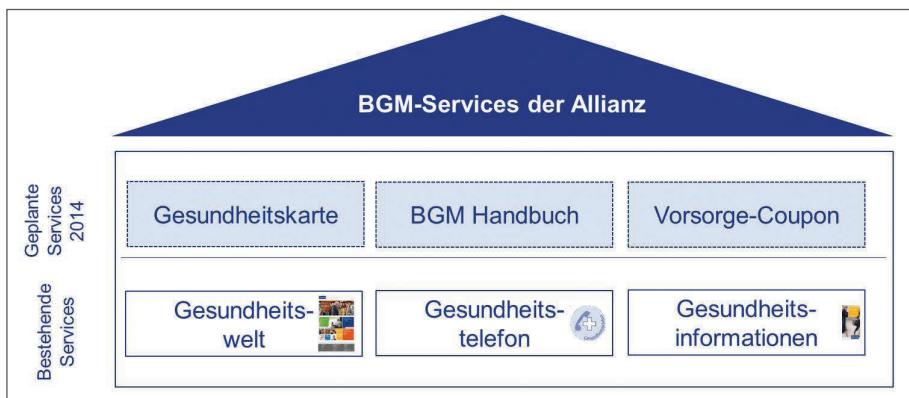 BGM-Services der Allianz
Geplante
Services
2014
Gesundheitskarte
BGM Handbuch
Vorsorge-Coupon
Bestehende
Services
Gesundheits-
welt
Gesundheits-
telefon
Gesundheits-
informationen